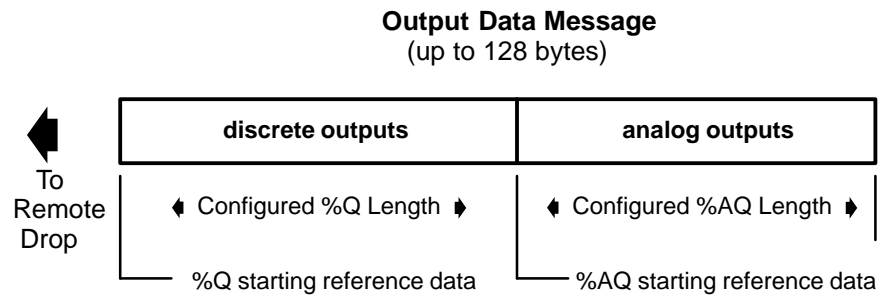 Output Data Message
(up to 128 bytes)
discrete outputs
analog outputs
To
Remote
Drop
Configured %Q Length
Configured %AQ Length
%Q starting reference data
%AQ starting reference data